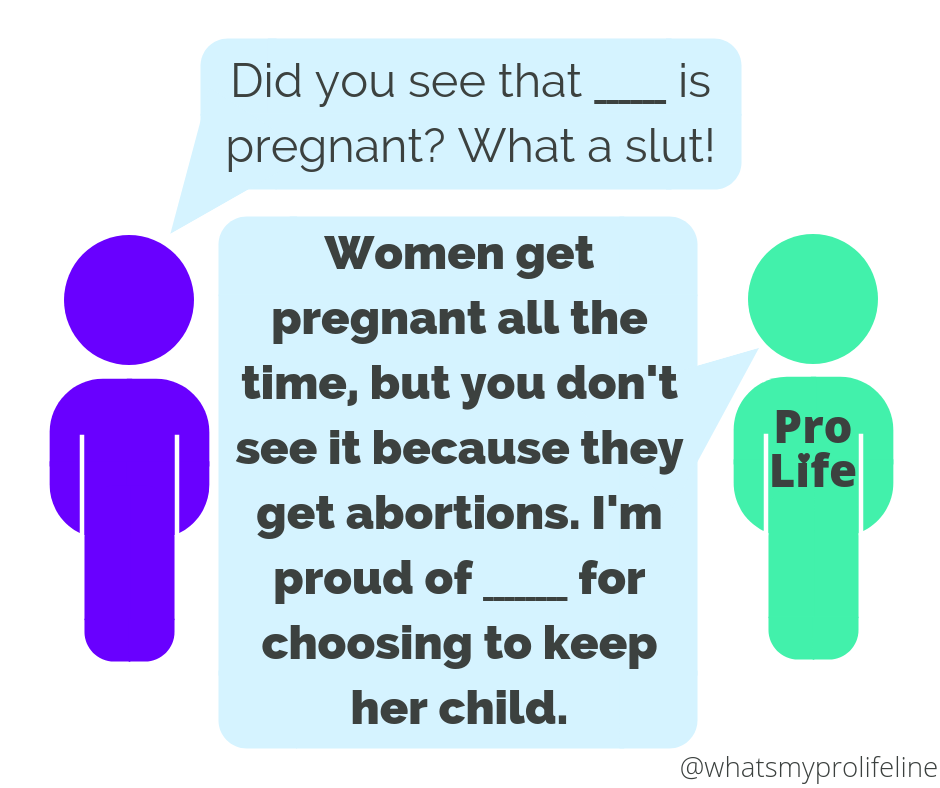 Did you see that ____ is
pregnant? What a slut!
Women get
pregnant all the
time, but you don't
see it because they
get abortions. I'm
proud of ____ for
choosing to keep
her child.
Pro
Life
@whatsmyprolifeline